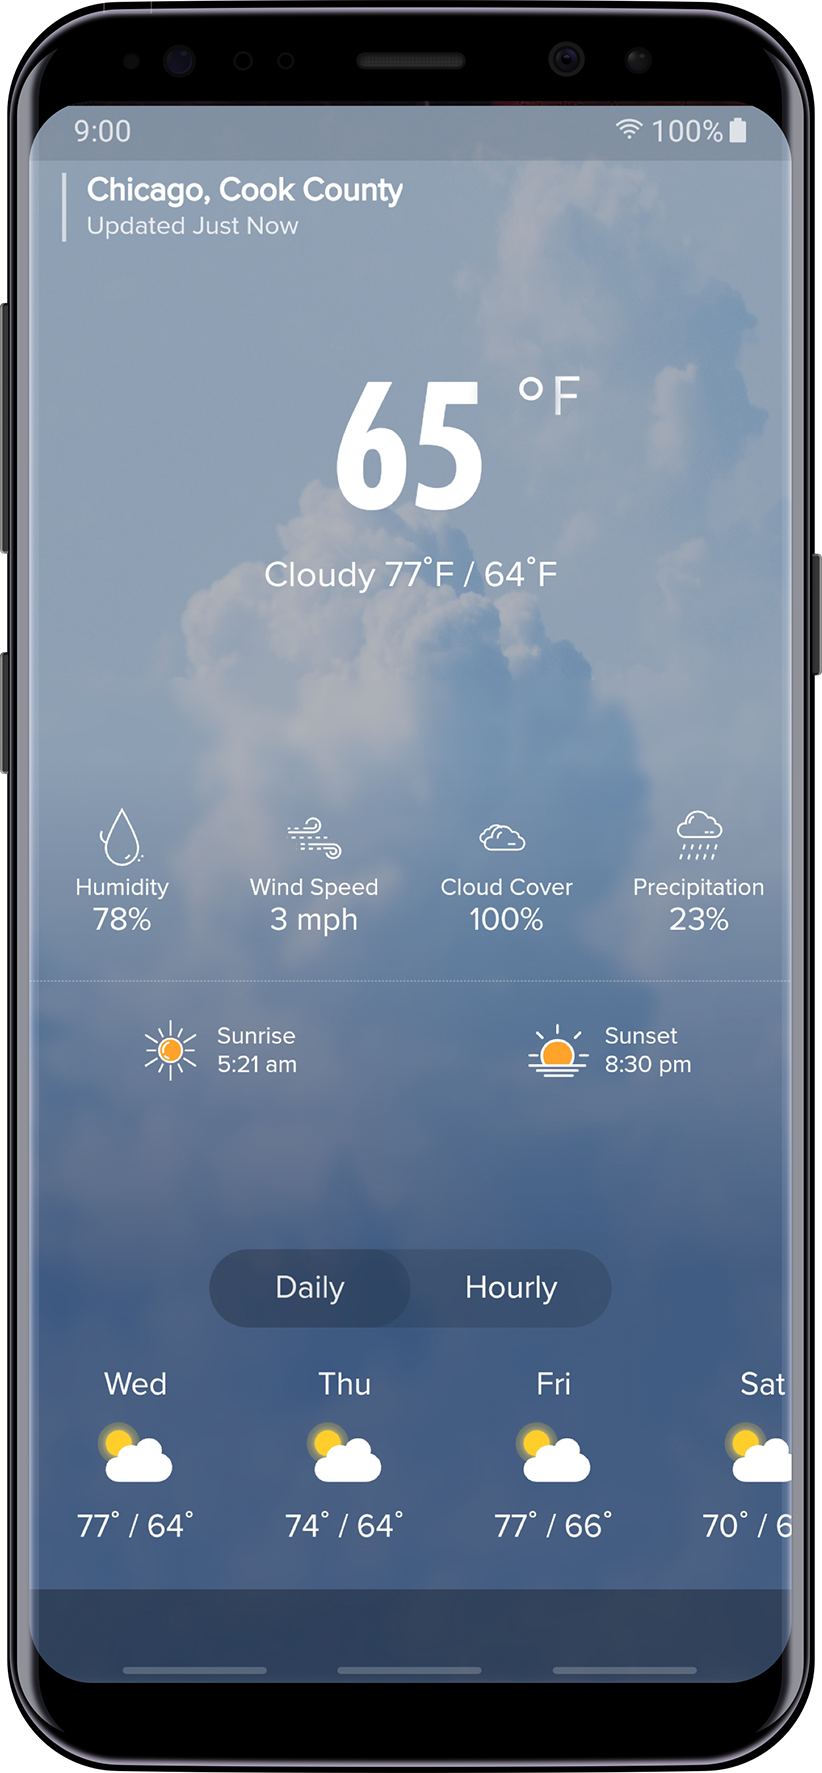 9:00 100%
Chicago, Cook County
Updated Just Now
65 °F
Cloudy 77°F / 64°F
Humidity Wind Speed Cloud Cover Precipitation
78% 3 mph 100% 23%
Sunrise Sunset
5:21 am 8:30 pm
Daily Hourly
Wed Thu Fri Sat
77° / 64° 74° / 64° 77° / 66° 70° / 6